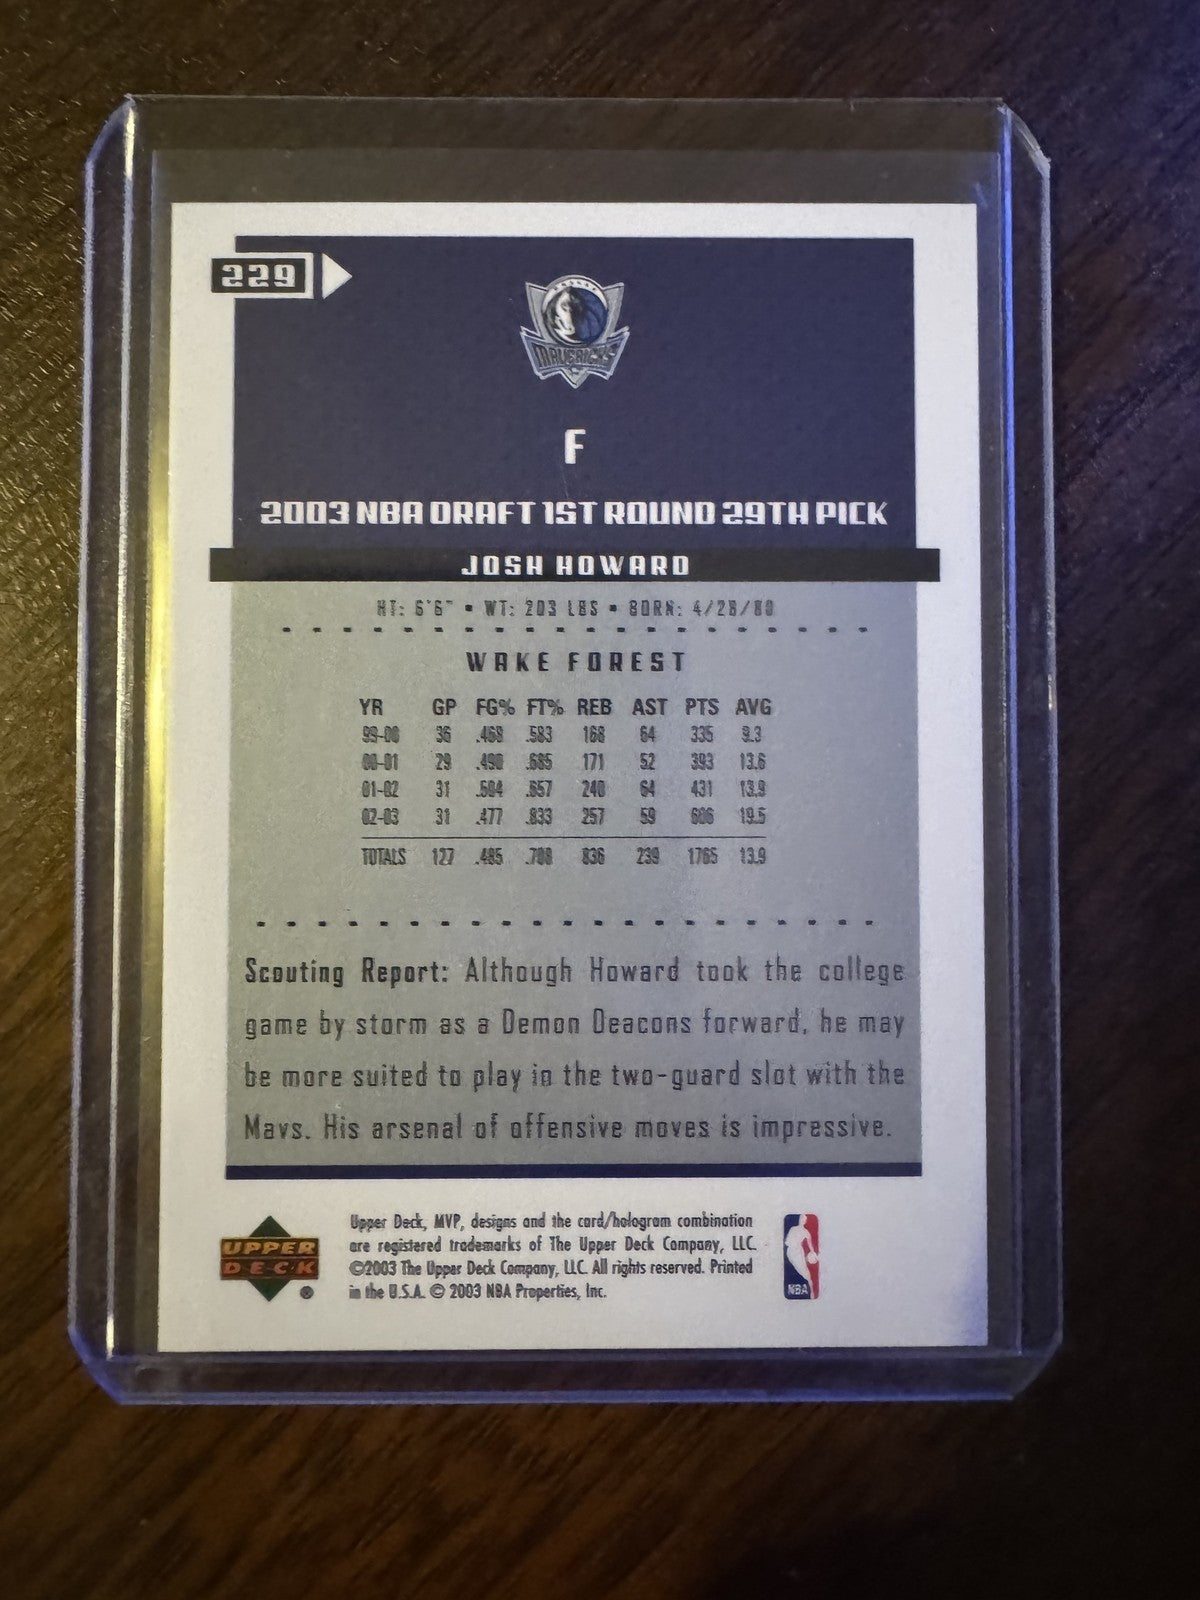 229
MAVERICKS
F
2003 NBA DRAFT 1ST ROUND 29TH PICK
JOSH HOWARD
HT: 6'6" • WT: 203 LBS • BORN: 4/28/80
WAKE FOREST
YR GP FG% FT% REB AST PTS AVG
99-00 36 .469 .583 168 64 335 9.3
00-01 29 .490 .685 171 52 393 13.6
01-02 31 .504 .657 240 64 431 13.9
02-03 31 .477 .833 257 59 606 19.5
TOTALS 127 .485 .708 836 239 1765 13.9
Scouting Report: Although Howard took the college
game by storm as a Demon Deacons forward, he may
be more suited to play in the two-guard slot with the
Mavs. His arsenal of offensive moves is impressive.
UPPER
DECK
®
Upper Deck, MVP, designs and the card/hologram combination
are registered trademarks of The Upper Deck Company, LLC.
©2003 The Upper Deck Company, LLC. All rights reserved. Printed
in the U.S.A. © 2003 NBA Properties, Inc.
NBA